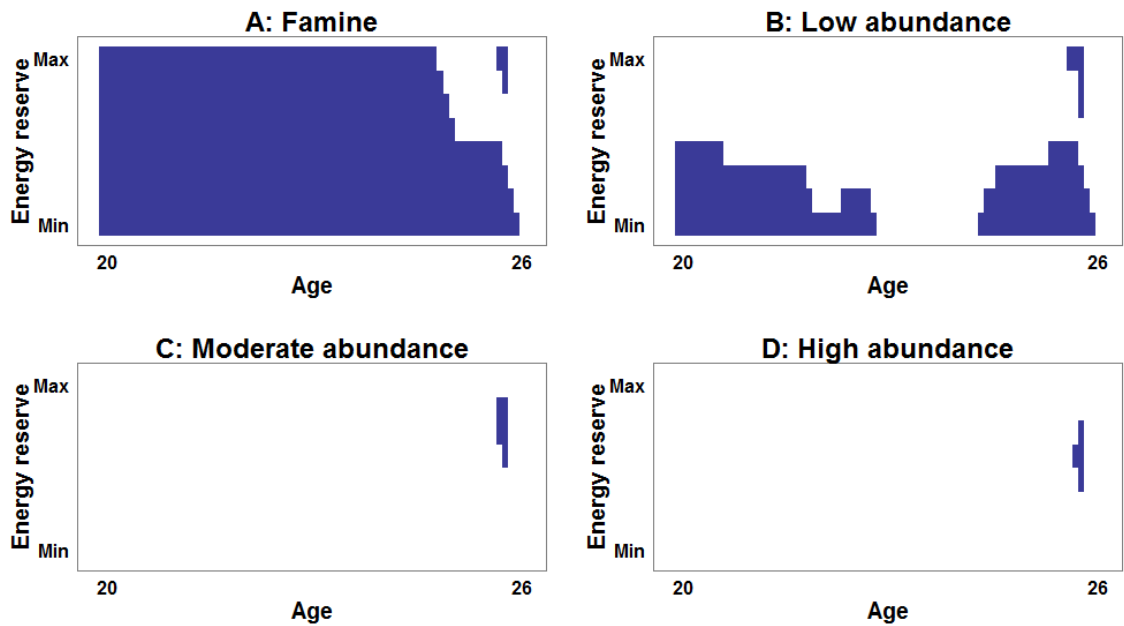 A: Famine
Energy reserve
Max
Min
20
26
Age
B: Low abundance
Energy reserve
Max
Min
20
26
Age
C: Moderate abundance
Energy reserve
Max
Min
20
26
Age
D: High abundance
Energy reserve
Max
Min
20
26
Age